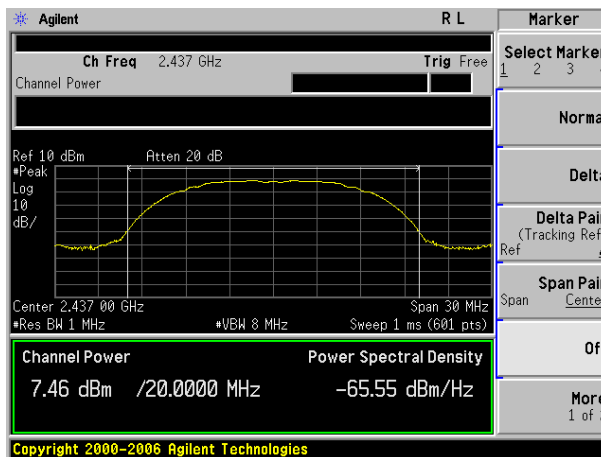 Agilent R L Marker
Ch Freq 2.437 GHz Trig Free
Channel Power
Select Marker
1 2 3
Ref 10 dBm Atten 20 dB
#Peak
Log
10
dB/
Center 2.437 00 GHz Span 30 MHz
#Res BW 1 MHz #VBW 8 MHz Sweep 1 ms (601 pts)
Channel Power Power Spectral Density
7.46 dBm /20.0000 MHz -65.55 dBm/Hz
Norma
Delta
Delta Pai
(Tracking Ref
Ref
Span Pai
Span Center
Of
More
1 of
Copyright 2000-2006 Agilent Technologies